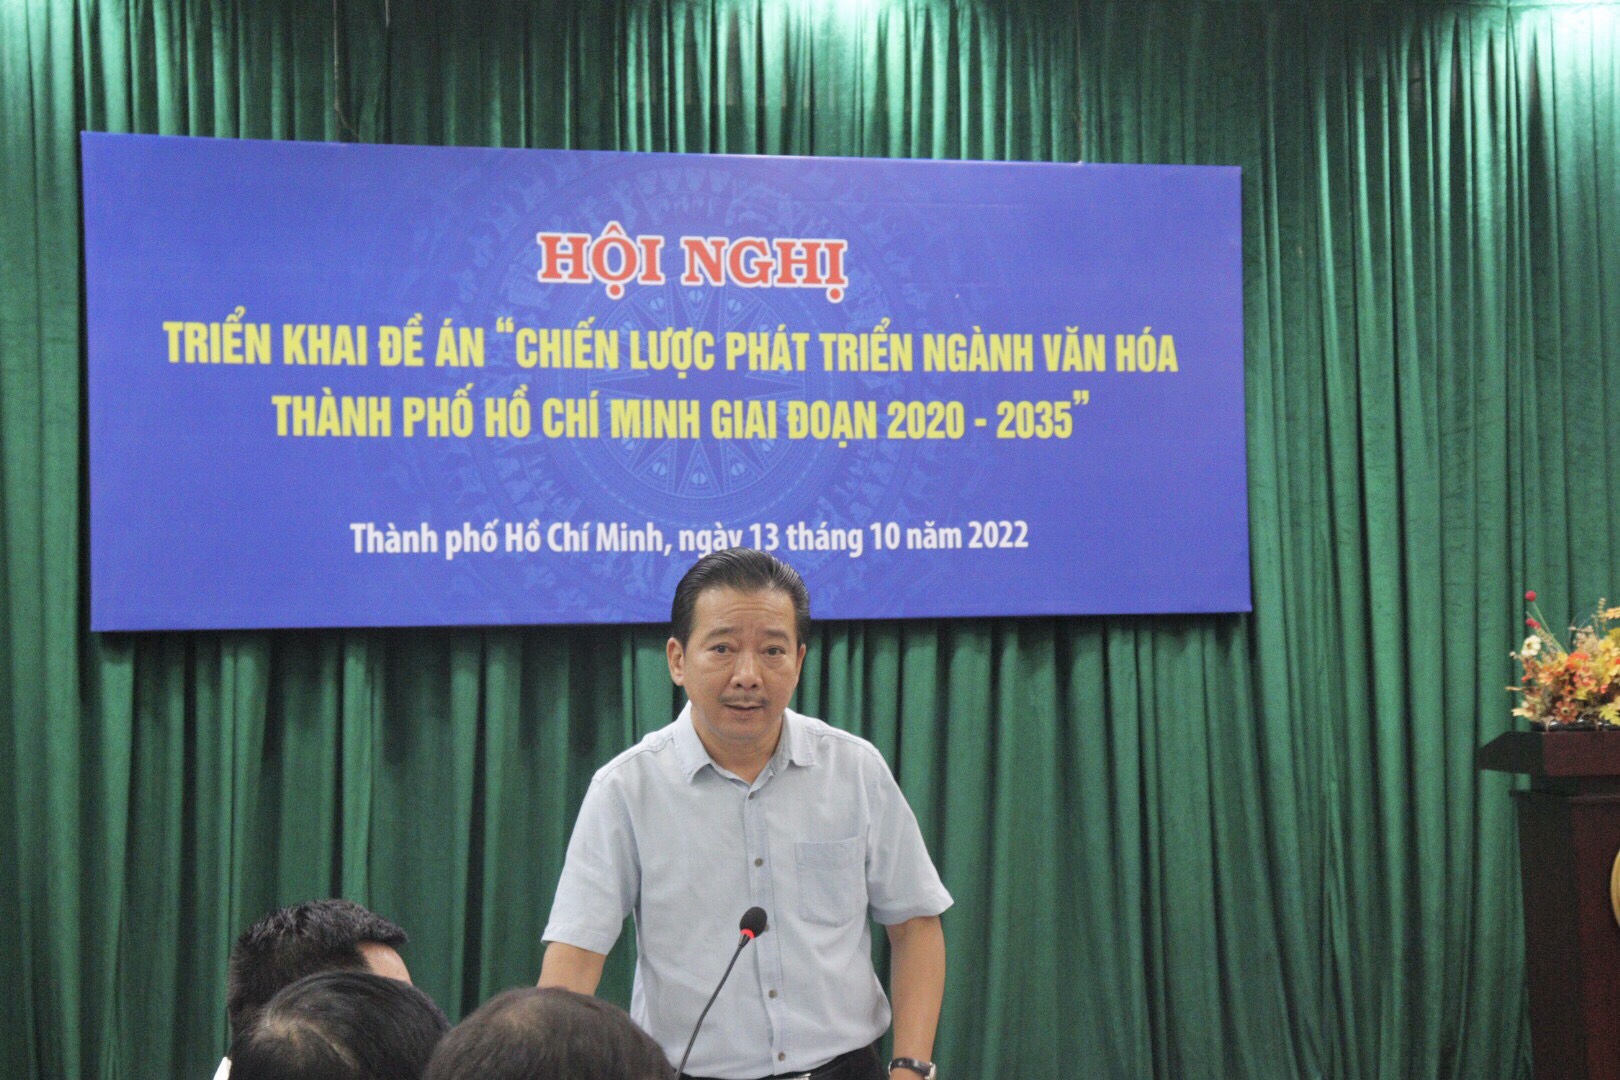 HỘI NGHỊ
TRIỂN KHAI ĐỀ ÁN “CHIẾN LƯỢC PHÁT TRIỂN NGÀNH VĂN HÓA
THÀNH PHỐ HỒ CHÍ MINH GIAI ĐOẠN 2020 - 2035”
Thành phố Hồ Chí Minh, ngày 13 tháng 10 năm 2022